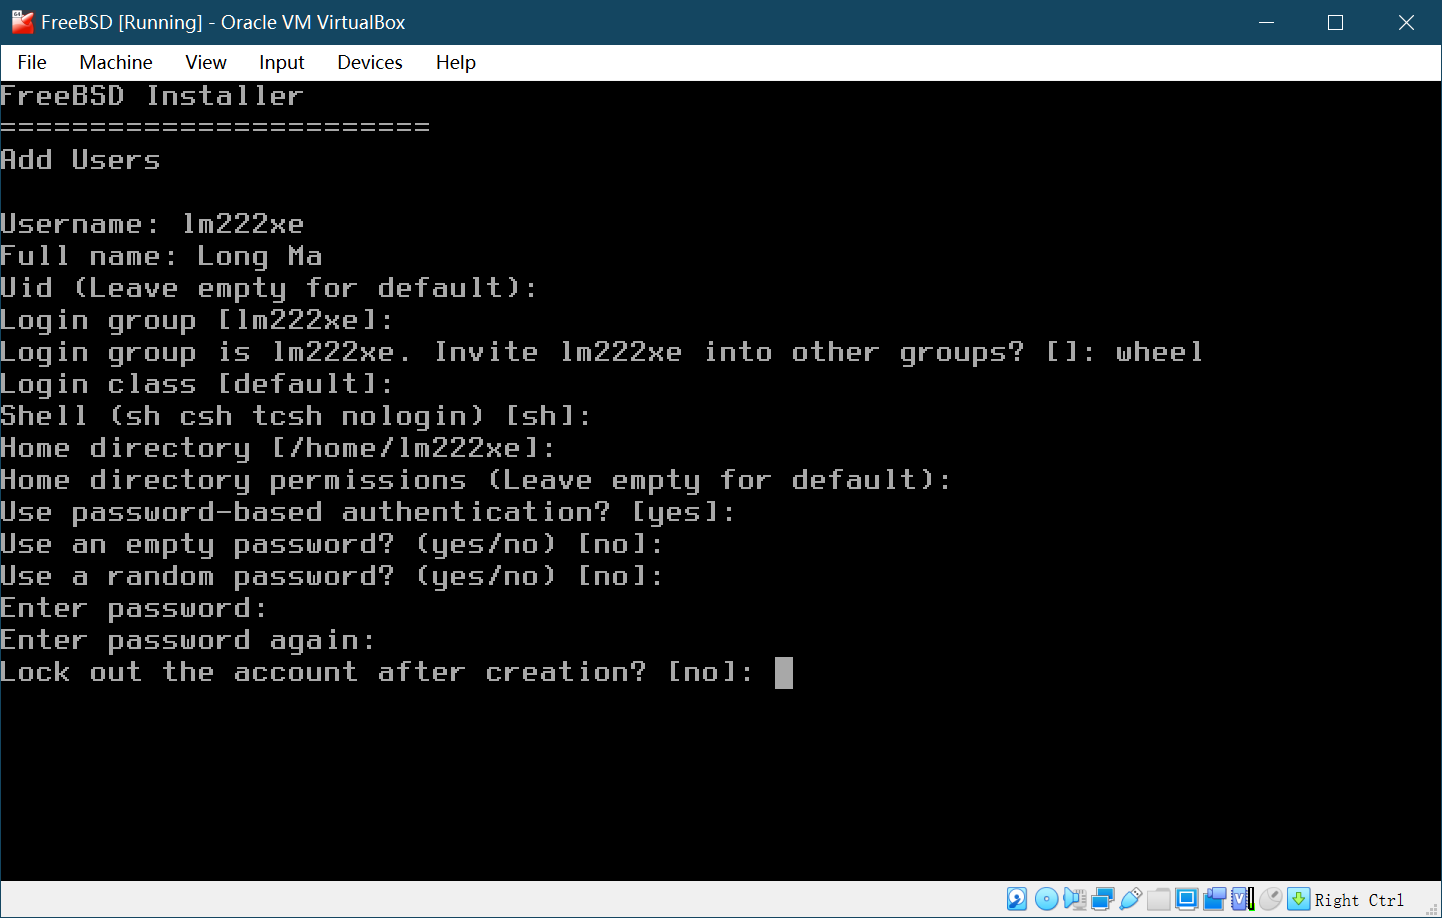 FreeBSD [Running] - Oracle VM VirtualBox
File Machine View Input Devices Help
FreeBSD Installer
========================
Add Users
Username: lm222xe
Full name: Long Ma
Uid (Leave empty for default):
Login group [lm222xe]:
Login group is lm222xe. Invite lm222xe into other groups? []: wheel
Login class [default]:
Shell (sh csh tcsh nologin) [sh]:
Home directory [/home/lm222xe]:
Home directory permissions (Leave empty for default):
Use password-based authentication? [yes]:
Use an empty password? (yes/no) [no]:
Use a random password? (yes/no) [no]:
Enter password:
Enter password again:
Lock out the account after creation? [no]:
Right Ctrl